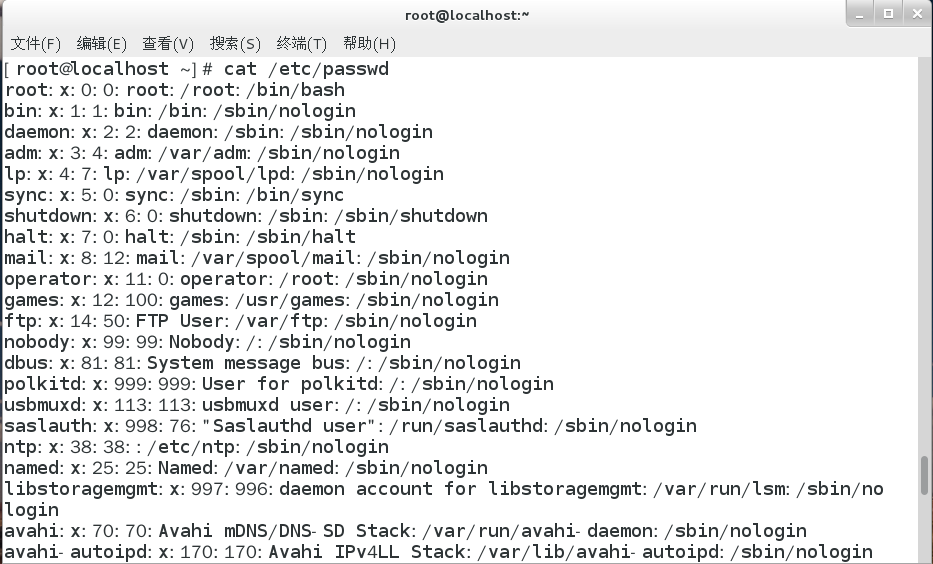 root@localhost:~
文件(F) 编辑(E) 查看(V) 搜索(S) 终端(T) 帮助(H)
[root@localhost ~]# cat /etc/passwd
root:x:0:0:root:/root:/bin/bash
bin:x:1:1:bin:/bin:/sbin/nologin
daemon:x:2:2:daemon:/sbin:/sbin/nologin
adm:x:3:4:adm:/var/adm:/sbin/nologin
lp:x:4:7:lp:/var/spool/lpd:/sbin/nologin
sync:x:5:0:sync:/sbin:/bin/sync
shutdown:x:6:0:shutdown:/sbin:/sbin/shutdown
halt:x:7:0:halt:/sbin:/sbin/halt
mail:x:8:12:mail:/var/spool/mail:/sbin/nologin
operator:x:11:0:operator:/root:/sbin/nologin
games:x:12:100:games:/usr/games:/sbin/nologin
ftp:x:14:50:FTP User:/var/ftp:/sbin/nologin
nobody:x:99:99:Nobody:/:/sbin/nologin
dbus:x:81:81:System message bus:/:/sbin/nologin
polkitd:x:999:999:User for polkitd:/:/sbin/nologin
usbmuxd:x:113:113:usbmuxd user:/:/sbin/nologin
saslauth:x:998:76:"Saslauthd user":/run/saslauthd:/sbin/nologin
ntp:x:38:38::/etc/ntp:/sbin/nologin
named:x:25:25:Named:/var/named:/sbin/nologin
libstoragemgmt:x:997:996:daemon account for libstoragemgmt:/var/run/lsm:/sbin/no
login
avahi:x:70:70:Avahi mDNS/DNS-SD Stack:/var/run/avahi-daemon:/sbin/nologin
avahi-autoipd:x:170:170:Avahi IPv4LL Stack:/var/lib/avahi-autoipd:/sbin/nologin